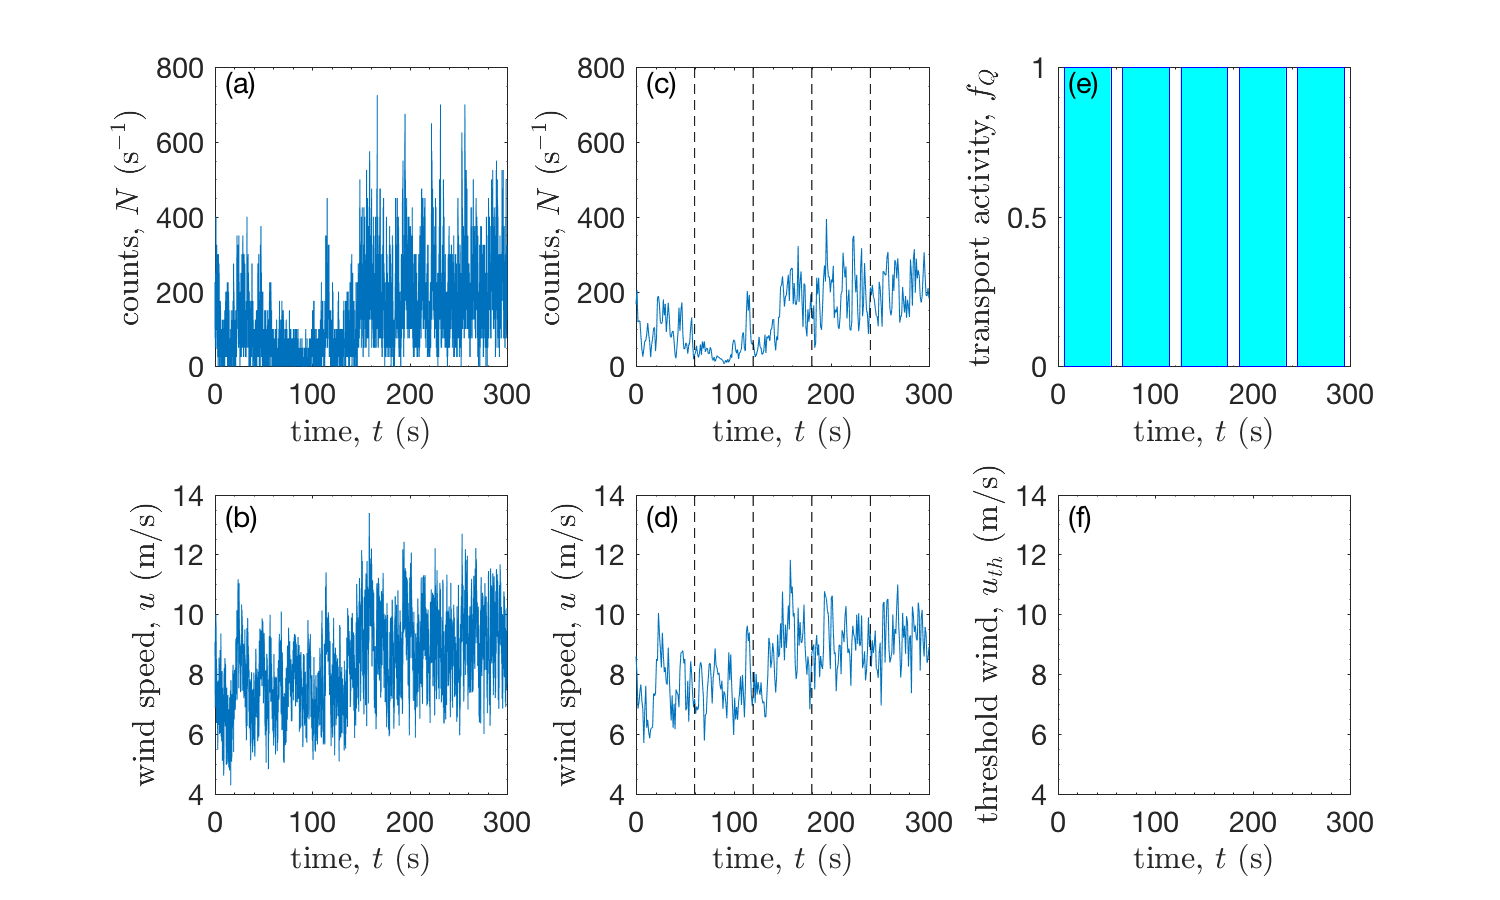 (a)
800
600
400
200
0
0 100 200 300
counts, N (s⁻¹)
time, t (s)
(c)
800
600
400
200
0
0 100 200 300
counts, N (s⁻¹)
time, t (s)
(e)
1
0.5
0
0 100 200 300
transport activity, f_Q
time, t (s)
(b)
14
12
10
8
6
4
0 100 200 300
wind speed, u (m/s)
time, t (s)
(d)
14
12
10
8
6
4
0 100 200 300
wind speed, u (m/s)
time, t (s)
(f)
14
12
10
8
6
4
0 100 200 300
threshold wind, u_th (m/s)
time, t (s)